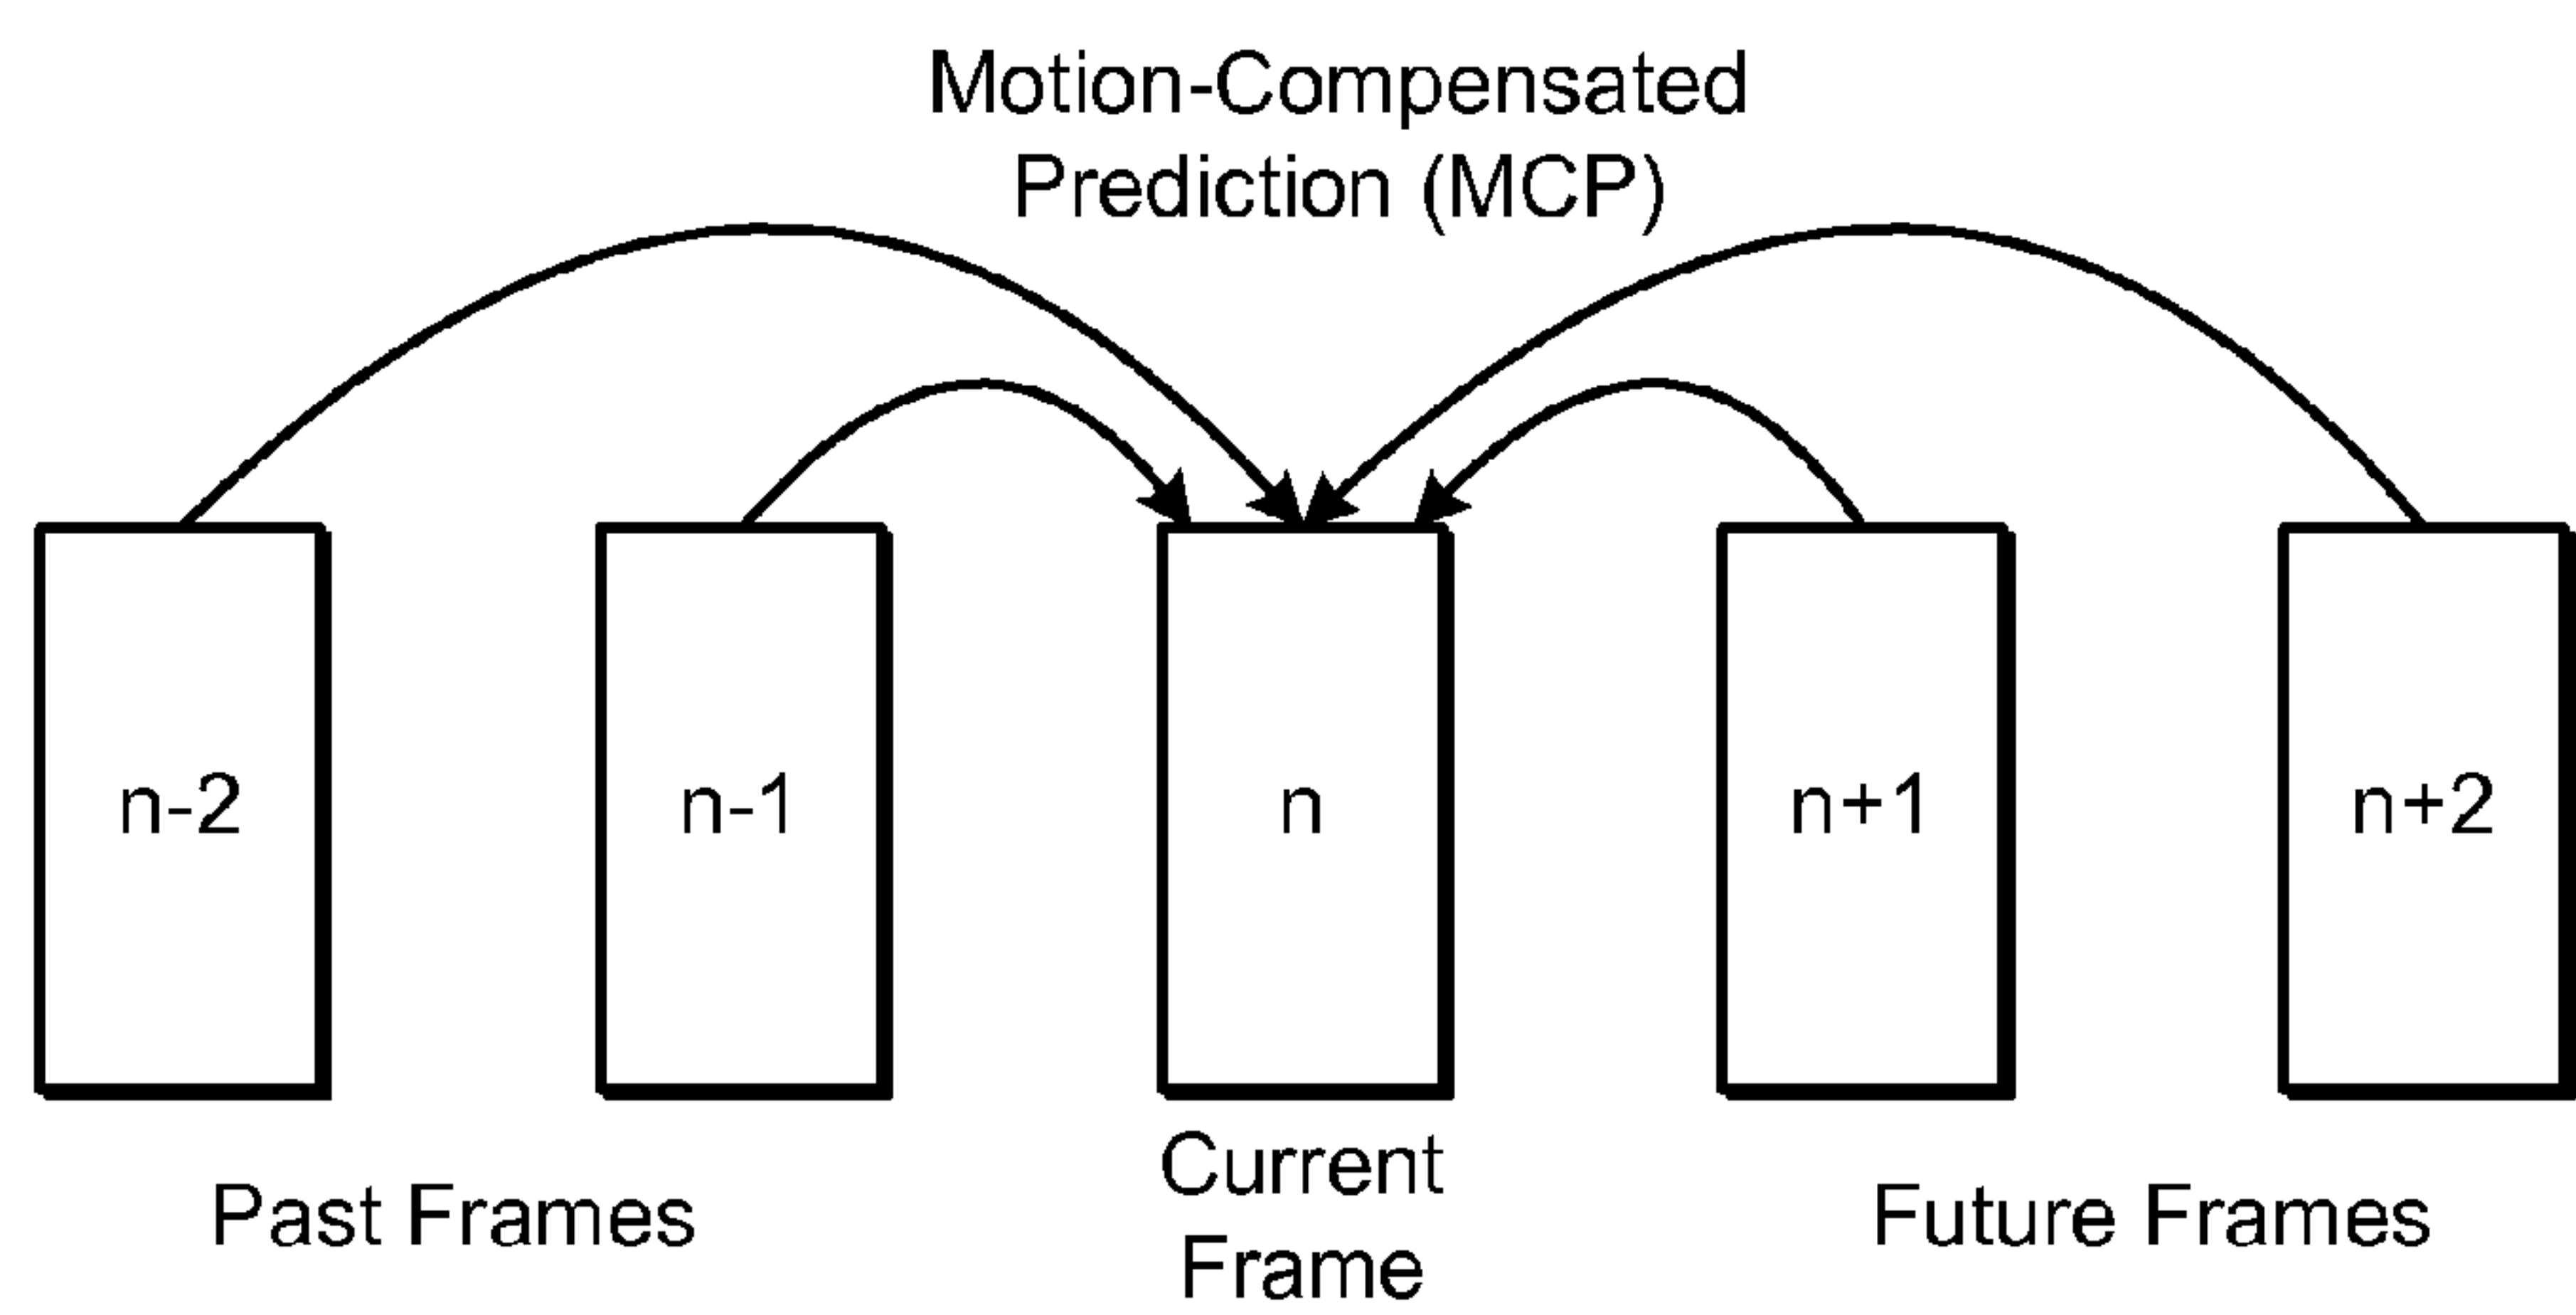 Motion-Compensated
Prediction (MCP)
n-2
n-1
n
n+1
n+2
Past Frames
Current
Frame
Future Frames